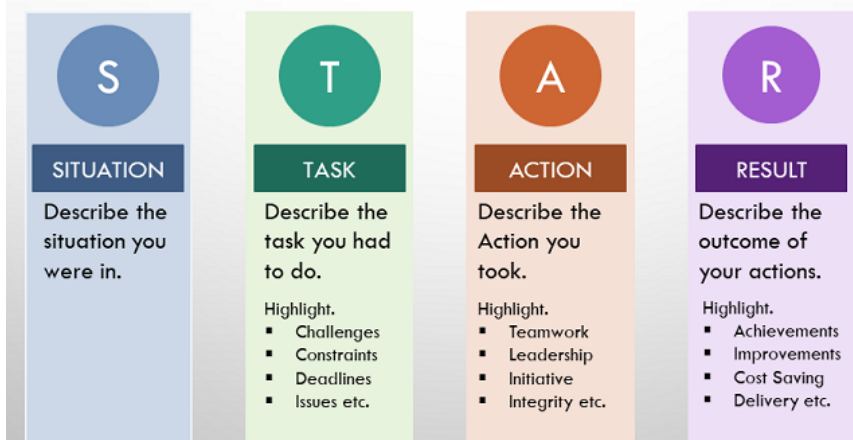 S
SITUATION
Describe the
situation you
were in.
T
TASK
Describe the
task you had
to do.
Highlight.
▪ Challenges
▪ Constraints
▪ Deadlines
▪ Issues etc.
A
ACTION
Describe the
Action you
took.
Highlight.
▪ Teamwork
▪ Leadership
▪ Initiative
▪ Integrity etc.
R
RESULT
Describe the
outcome of
your actions.
Highlight.
▪ Achievements
▪ Improvements
▪ Cost Saving
▪ Delivery etc.